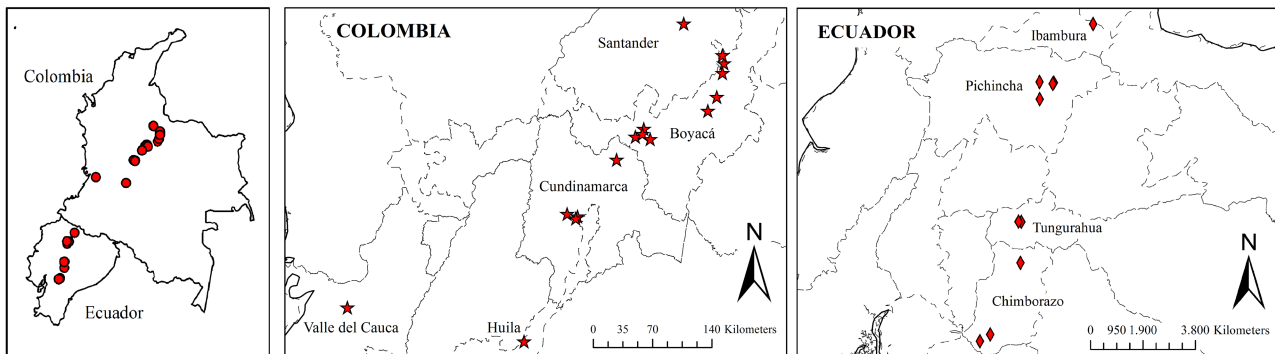 Colombia
Ecuador
COLOMBIA
Santander
Boyacá
Cundinamarca
Valle del Cauca
Huila
N
0 35 70 140 Kilometers
ECUADOR
Ibambura
Pichincha
Tungurahua
Chimborazo
N
0 950 1.900 3.800 Kilometers